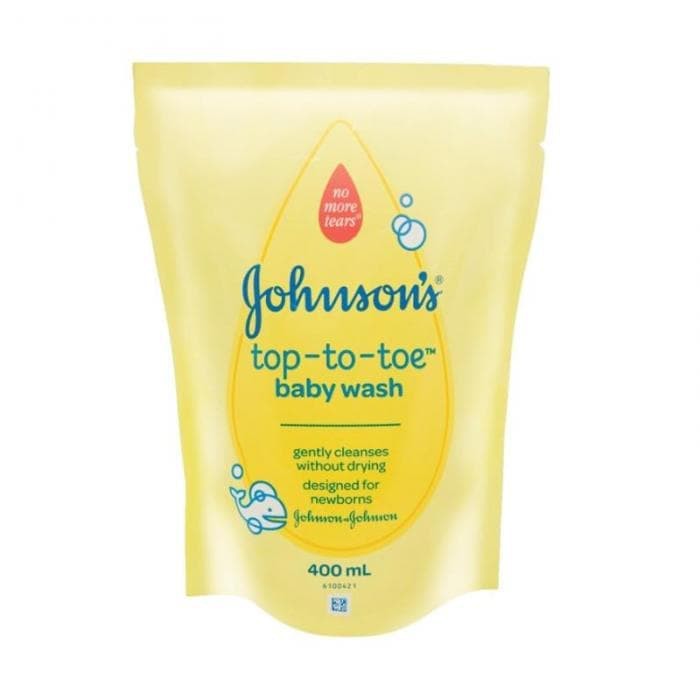 no
more
tears®
Johnson's®
top-to-toe™
baby wash
gently cleanses
without drying
designed for
newborns
Johnson & Johnson
400 mL
6100421